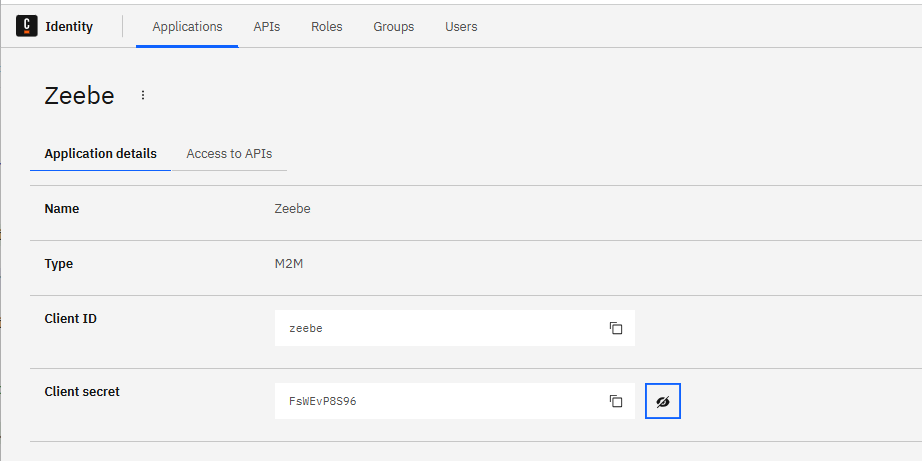 C Identity Applications APIs Roles Groups Users
Zeebe
Application details Access to APIs
Name Zeebe
Type M2M
Client ID zeebe
Client secret FsWEvP8S96